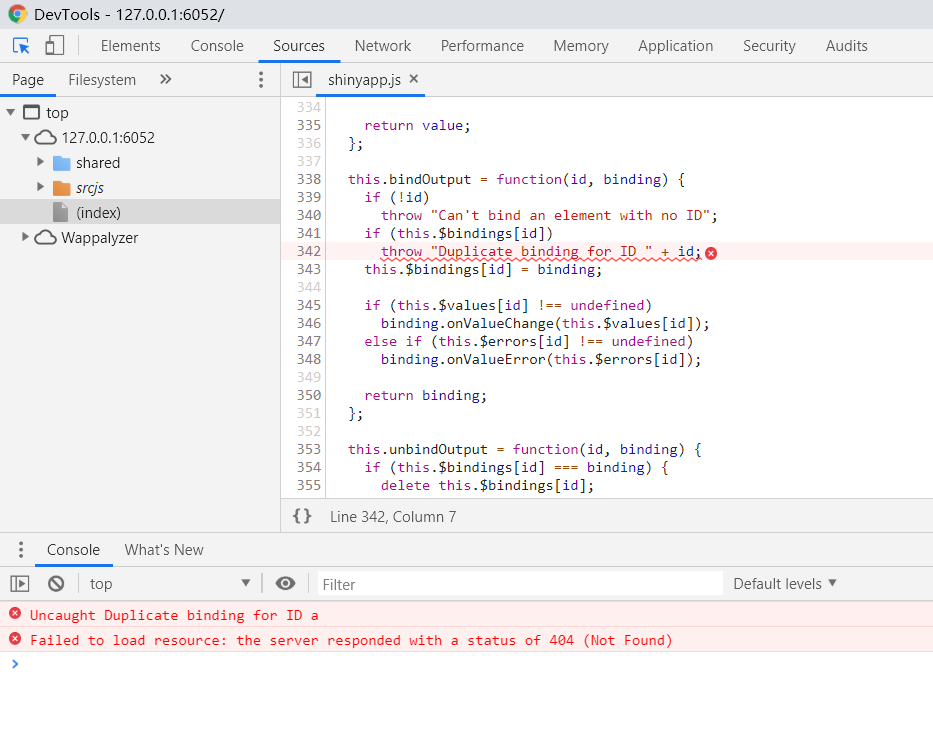 DevTools - 127.0.0.1:6052/
Elements Console Sources Network Performance Memory Application Security Audits
Page Filesystem »
shinyapp.js ×
top
127.0.0.1:6052
shared
srcjs
(index)
Wappalyzer
334
335 return value;
336 };
337
338 this.bindOutput = function(id, binding) {
339 if (!id)
340 throw "Can't bind an element with no ID";
341 if (this.$bindings[id])
342 throw "Duplicate binding for ID " + id;
343 this.$bindings[id] = binding;
344
345 if (this.$values[id] !== undefined)
346 binding.onValueChange(this.$values[id]);
347 else if (this.$errors[id] !== undefined)
348 binding.onValueError(this.$errors[id]);
349
350 return binding;
351 };
352
353 this.unbindOutput = function(id, binding) {
354 if (this.$bindings[id] === binding) {
355 delete this.$bindings[id];
{} Line 342, Column 7
Console What's New
top Filter Default levels
Uncaught Duplicate binding for ID a
Failed to load resource: the server responded with a status of 404 (Not Found)